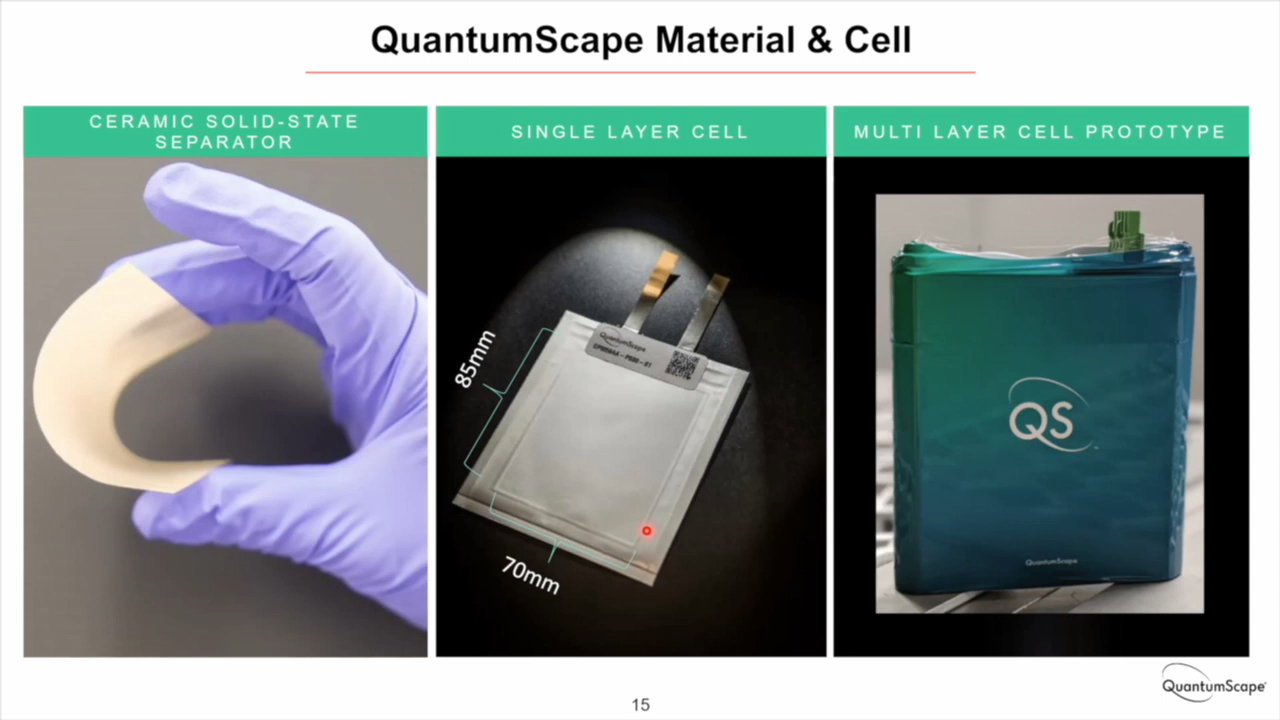 QuantumScape Material & Cell
CERAMIC SOLID-STATE
SEPARATOR
SINGLE LAYER CELL
MULTI LAYER CELL PROTOTYPE
85mm
QuantumScape
70mm
QS
QuantumScape
QuantumScape
15